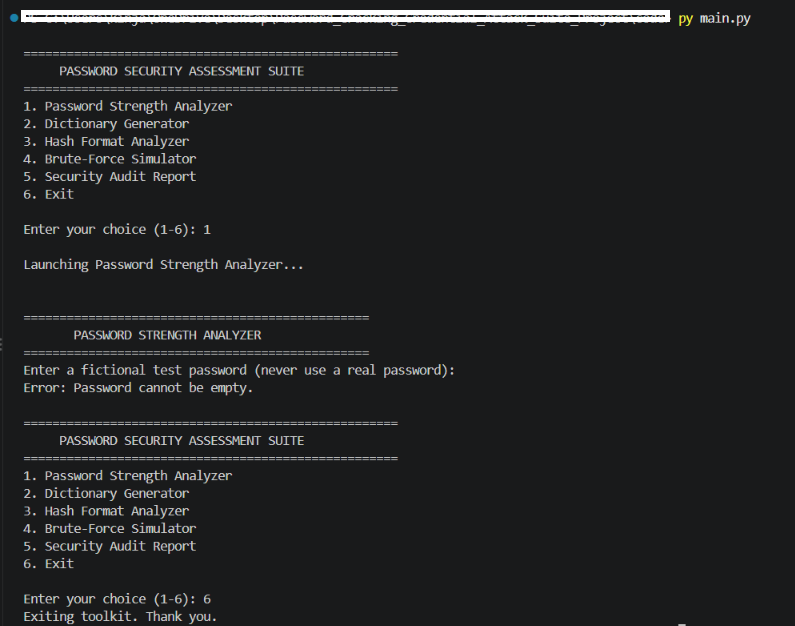 py main.py
====================================================
PASSWORD SECURITY ASSESSMENT SUITE
====================================================
1. Password Strength Analyzer
2. Dictionary Generator
3. Hash Format Analyzer
4. Brute-Force Simulator
5. Security Audit Report
6. Exit
Enter your choice (1-6): 1
Launching Password Strength Analyzer...
================================================
PASSWORD STRENGTH ANALYZER
================================================
Enter a fictional test password (never use a real password):
Error: Password cannot be empty.
====================================================
PASSWORD SECURITY ASSESSMENT SUITE
====================================================
1. Password Strength Analyzer
2. Dictionary Generator
3. Hash Format Analyzer
4. Brute-Force Simulator
5. Security Audit Report
6. Exit
Enter your choice (1-6): 6
Exiting toolkit. Thank you.